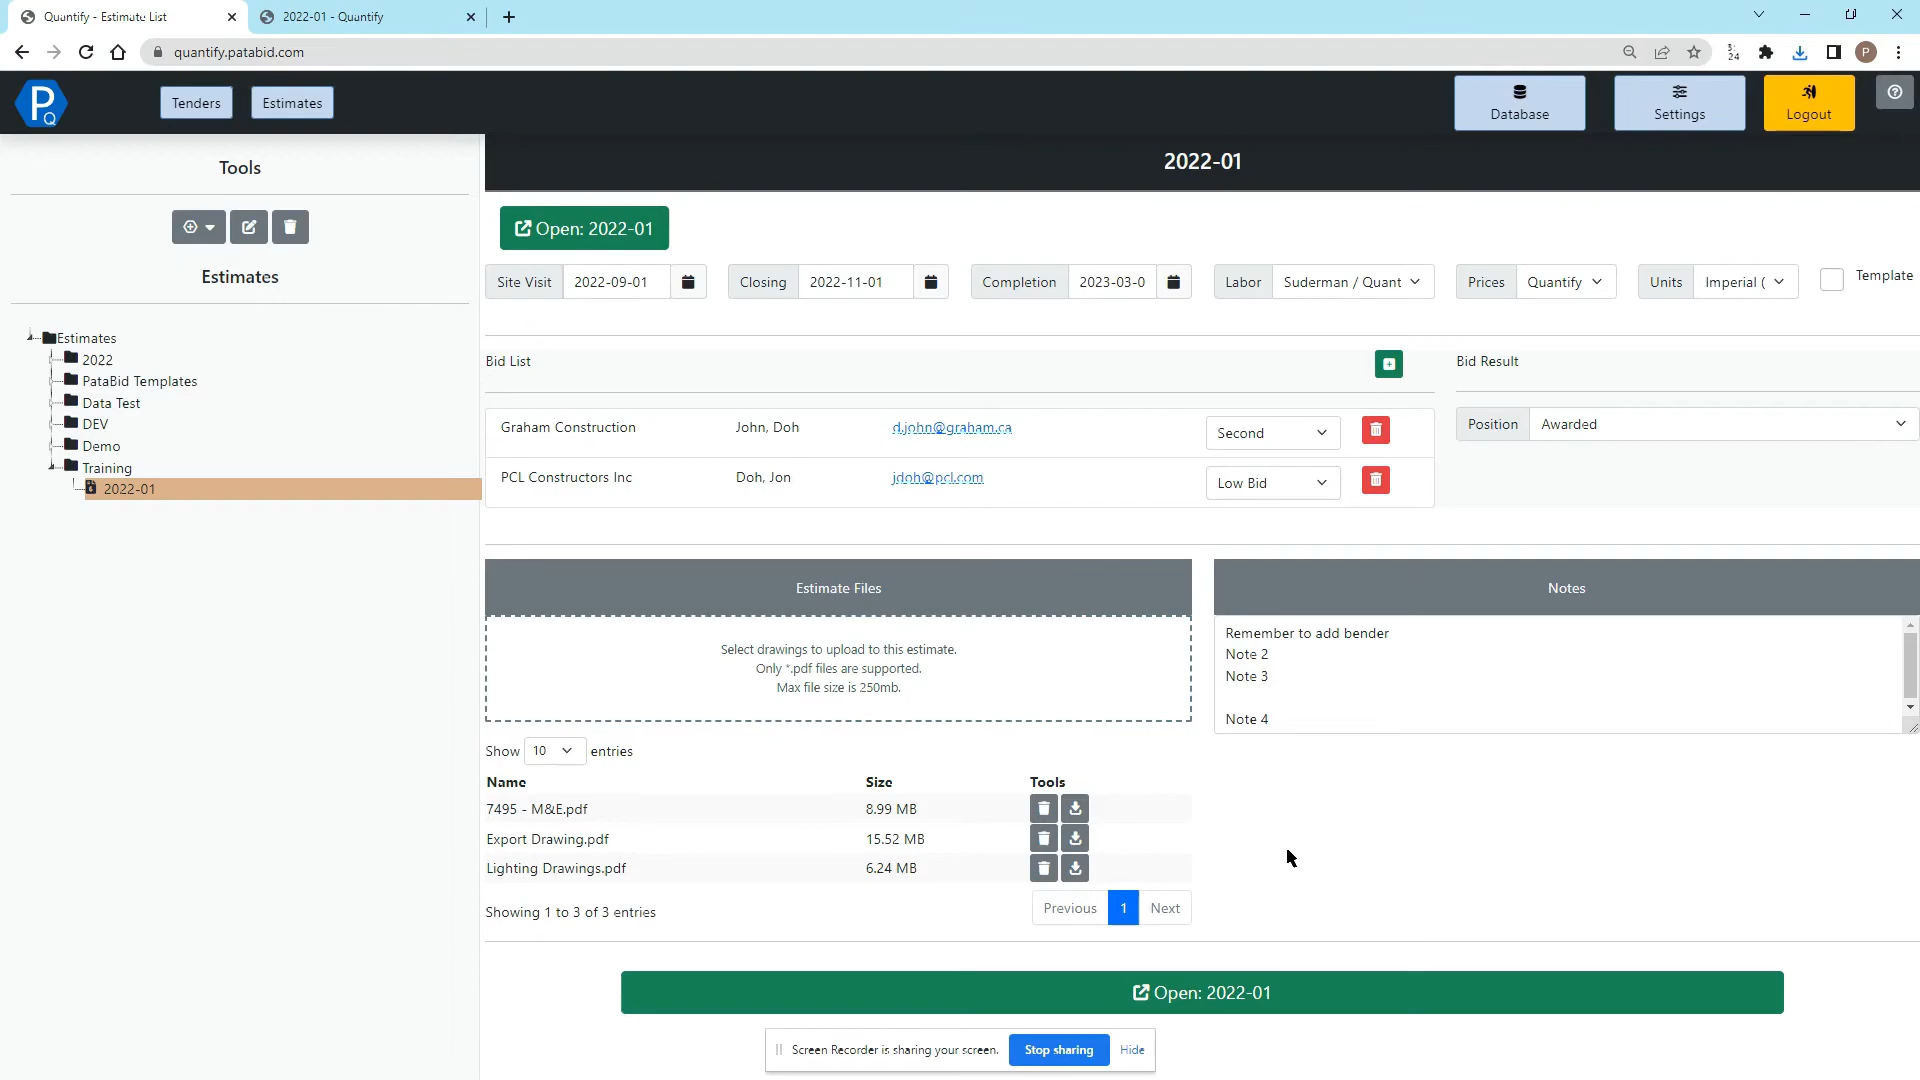 Quantify - Estimate List
2022-01 - Quantify
quantify.patabid.com
P
PQ
Tenders
Estimates
Database
Settings
Logout
Tools
2022-01
Open: 2022-01
Estimates
Site Visit 2022-09-01
Closing 2022-11-01
Completion 2023-03-0
Labor Suderman / Quant
Prices Quantify
Units Imperial (
Template
Estimates
2022
PataBid Templates
Data Test
DEV
Demo
Training
2022-01
Bid List
Bid Result
Graham Construction John, Doh d.john@graham.ca Second
PCL Constructors Inc Doh, Jon jdoh@pcl.com Low Bid
Position Awarded
Estimate Files
Select drawings to upload to this estimate.
Only *.pdf files are supported.
Max file size is 250mb.
Notes
Remember to add bender
Note 2
Note 3
Note 4
Show 10 entries
Name Size Tools
7495 - M&E.pdf 8.99 MB
Export Drawing.pdf 15.52 MB
Lighting Drawings.pdf 6.24 MB
Showing 1 to 3 of 3 entries
Previous 1 Next
Open: 2022-01
Screen Recorder is sharing your screen. Stop sharing Hide